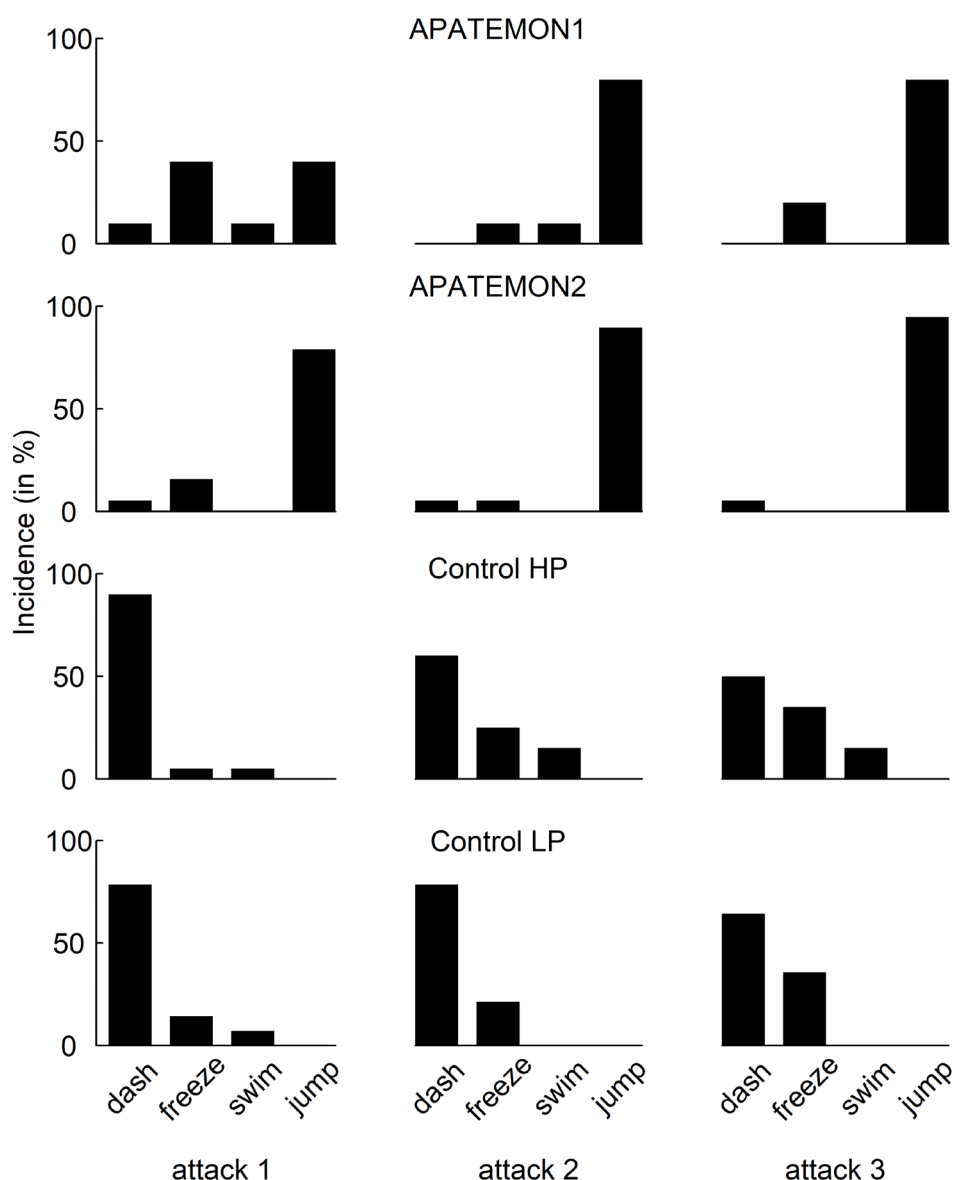 APATEMON1
100
50
0
APATEMON2
100
50
0
Incidence (in %)
Control HP
100
50
0
Control LP
100
50
0
dash freeze swim jump dash freeze swim jump dash freeze swim jump
attack 1 attack 2 attack 3